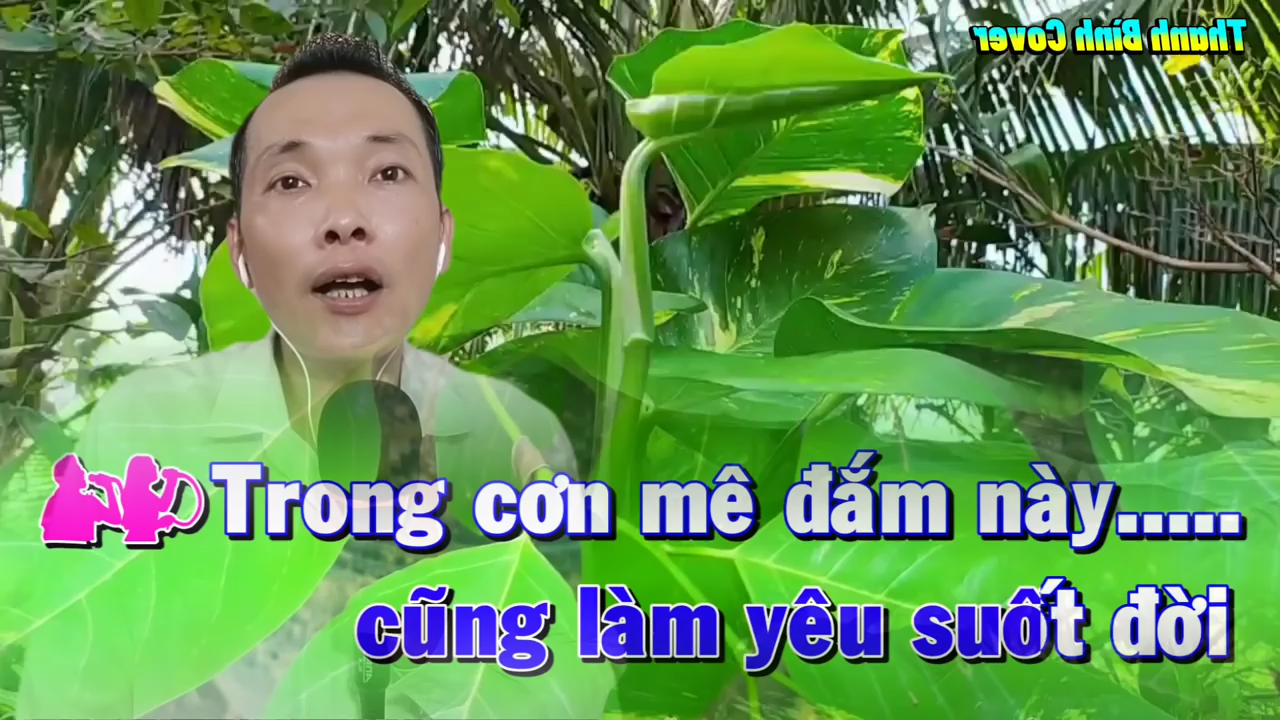 Thanh Bình Cover
Trong cơn mê đắm này.....
cũng làm yêu suốt đời